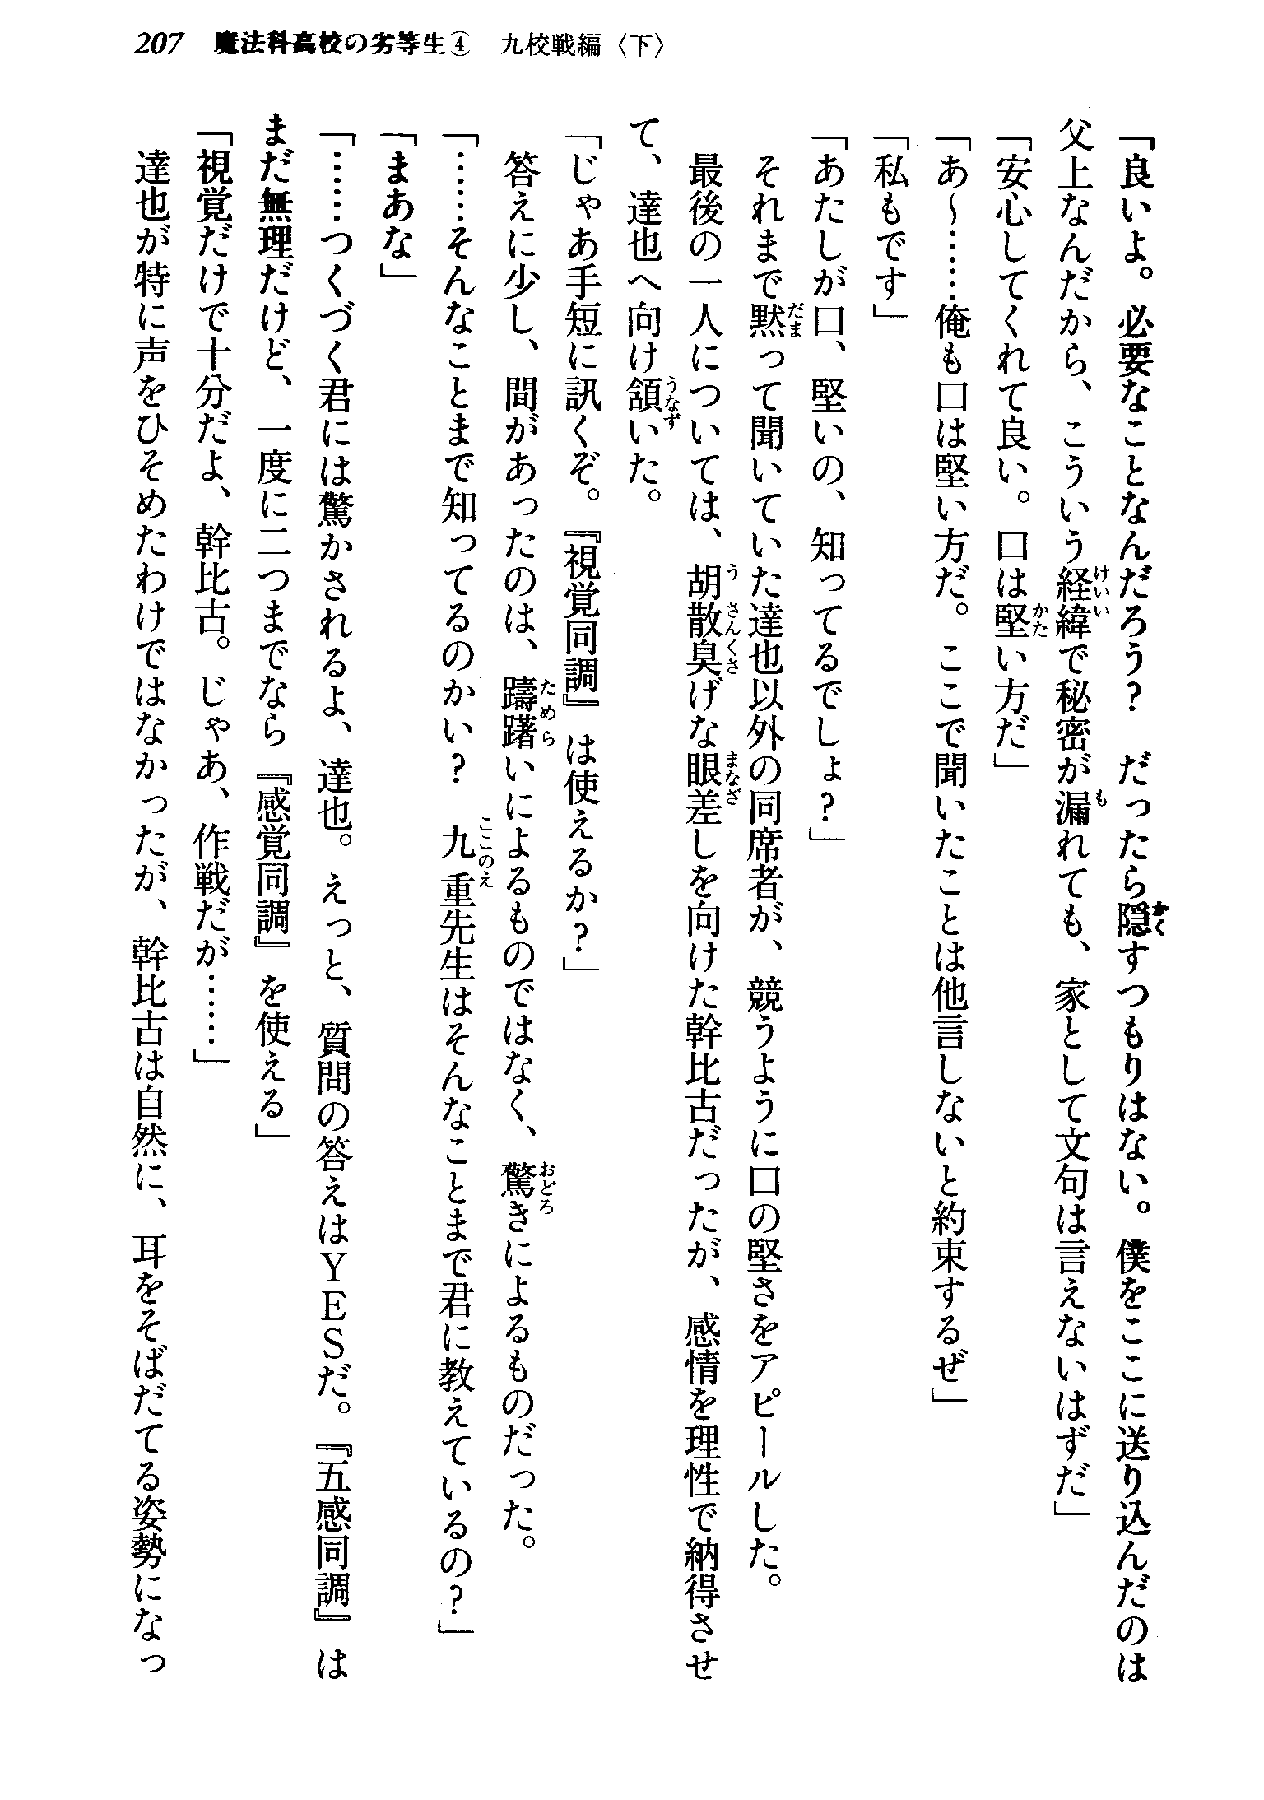 207 魔法科高校の劣等生④ 九校戦編〈下〉
「良いよ。必要なことなんだろう？　だったら隠すつもりはない。僕をここに送り込んだのは
父上なんだから、こういう経緯で秘密が漏れても、家として文句は言えないはずだ」
「安心してくれて良い。口は堅い方だ」
「あ～……俺も口は堅い方だ。ここで聞いたことは他言しないと約束するぜ」
「私もです」
「あたしが口、堅いの、知ってるでしょ？」
それまで黙って聞いていた達也以外の同席者が、競うように口の堅さをアピールした。
最後の一人については、胡散臭げな眼差しを向けた幹比古だったが、感情を理性で納得させ
て、達也へ向け頷いた。
「じゃあ手短に訊くぞ。『視覚同調』は使えるか？」
答えに少し、間があったのは、躊躇いによるものではなく、驚きによるものだった。
「……そんなことまで知ってるのかい？　九重先生はそんなことまで君に教えているの？」
「まあな」
「……つくづく君には驚かされるよ、達也。えっと、質問の答えはＹＥＳだ。『五感同調』は
まだ無理だけど、一度に二つまでなら『感覚同調』を使える」
「視覚だけで十分だよ、幹比古。じゃあ、作戦だが……」
達也が特に声をひそめたわけではなかったが、幹比古は自然に、耳をそばだてる姿勢になっ